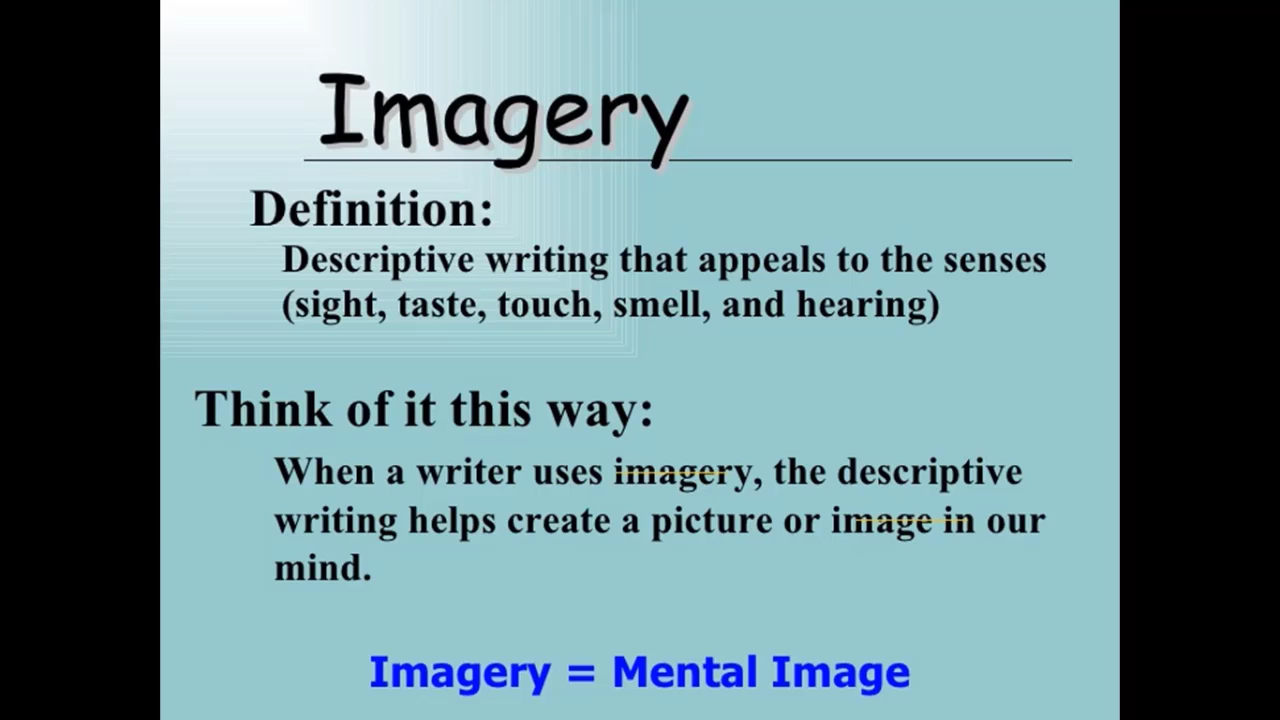 Imagery
Definition:
Descriptive writing that appeals to the senses
(sight, taste, touch, smell, and hearing)
Think of it this way:
When a writer uses imagery, the descriptive
writing helps create a picture or image in our
mind.
Imagery = Mental Image